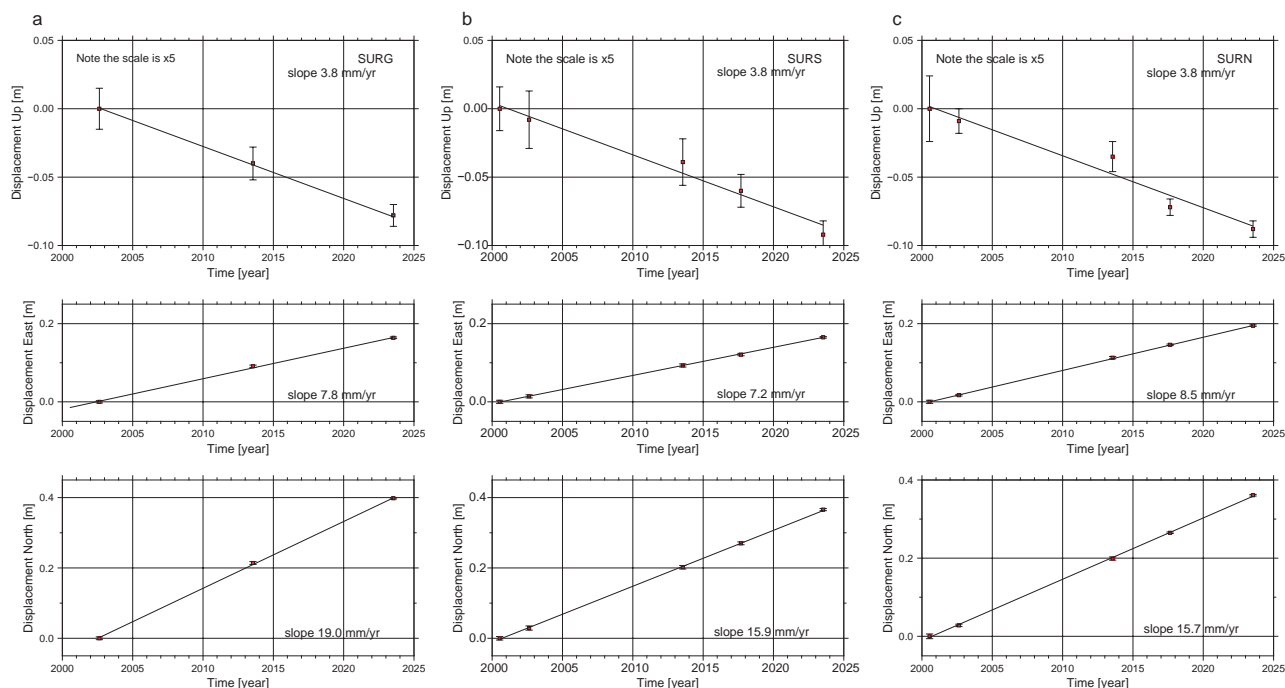 a
b
c
Note the scale is x5
SURG
slope 3.8 mm/yr
Displacement Up [m]
0.05
0.00
−0.05
−0.10
2000 2005 2010 2015 2020 2025
Time [year]
Note the scale is x5
SURS
slope 3.8 mm/yr
Displacement Up [m]
0.05
0.00
−0.05
−0.10
2000 2005 2010 2015 2020 2025
Time [year]
Note the scale is x5
SURN
slope 3.8 mm/yr
Displacement Up [m]
0.05
0.00
−0.05
−0.10
2000 2005 2010 2015 2020 2025
Time [year]
Displacement East [m]
0.2
0.0
slope 7.8 mm/yr
2000 2005 2010 2015 2020 2025
Time [year]
Displacement East [m]
0.2
0.0
slope 7.2 mm/yr
2000 2005 2010 2015 2020 2025
Time [year]
Displacement East [m]
0.2
0.0
slope 8.5 mm/yr
2000 2005 2010 2015 2020 2025
Time [year]
Displacement North [m]
0.4
0.2
0.0
slope 19.0 mm/yr
2000 2005 2010 2015 2020 2025
Time [year]
Displacement North [m]
0.4
0.2
0.0
slope 15.9 mm/yr
2000 2005 2010 2015 2020 2025
Time [year]
Displacement North [m]
0.4
0.2
0.0
slope 15.7 mm/yr
2000 2005 2010 2015 2020 2025
Time [year]